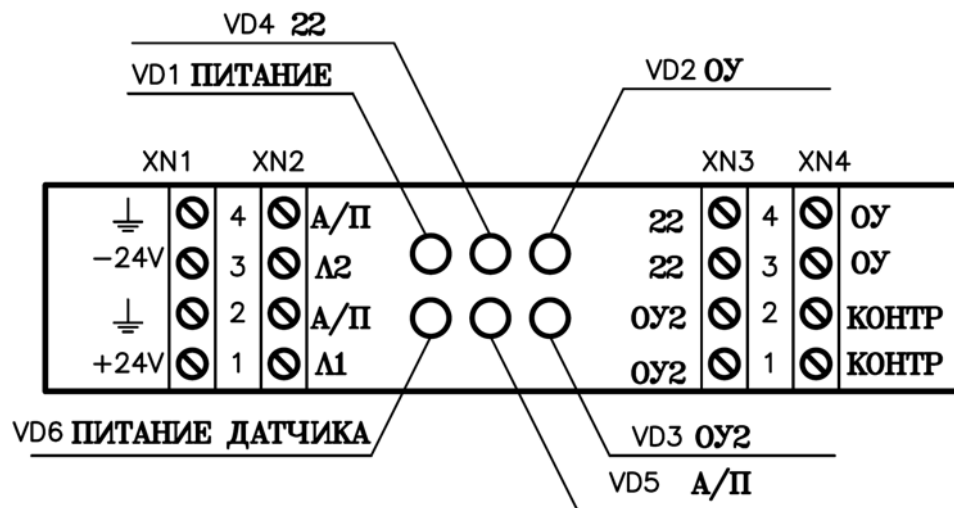 VD4 22
VD1 ПИТАНИЕ
VD2 ОУ
XN1 XN2 XN3 XN4
4 А/П 22 4 ОУ
-24V 3 Л2 22 3 ОУ
2 А/П ОУ2 2 КОНТР
+24V 1 Л1 ОУ2 1 КОНТР
VD6 ПИТАНИЕ ДАТЧИКА
VD3 ОУ2
VD5 А/П